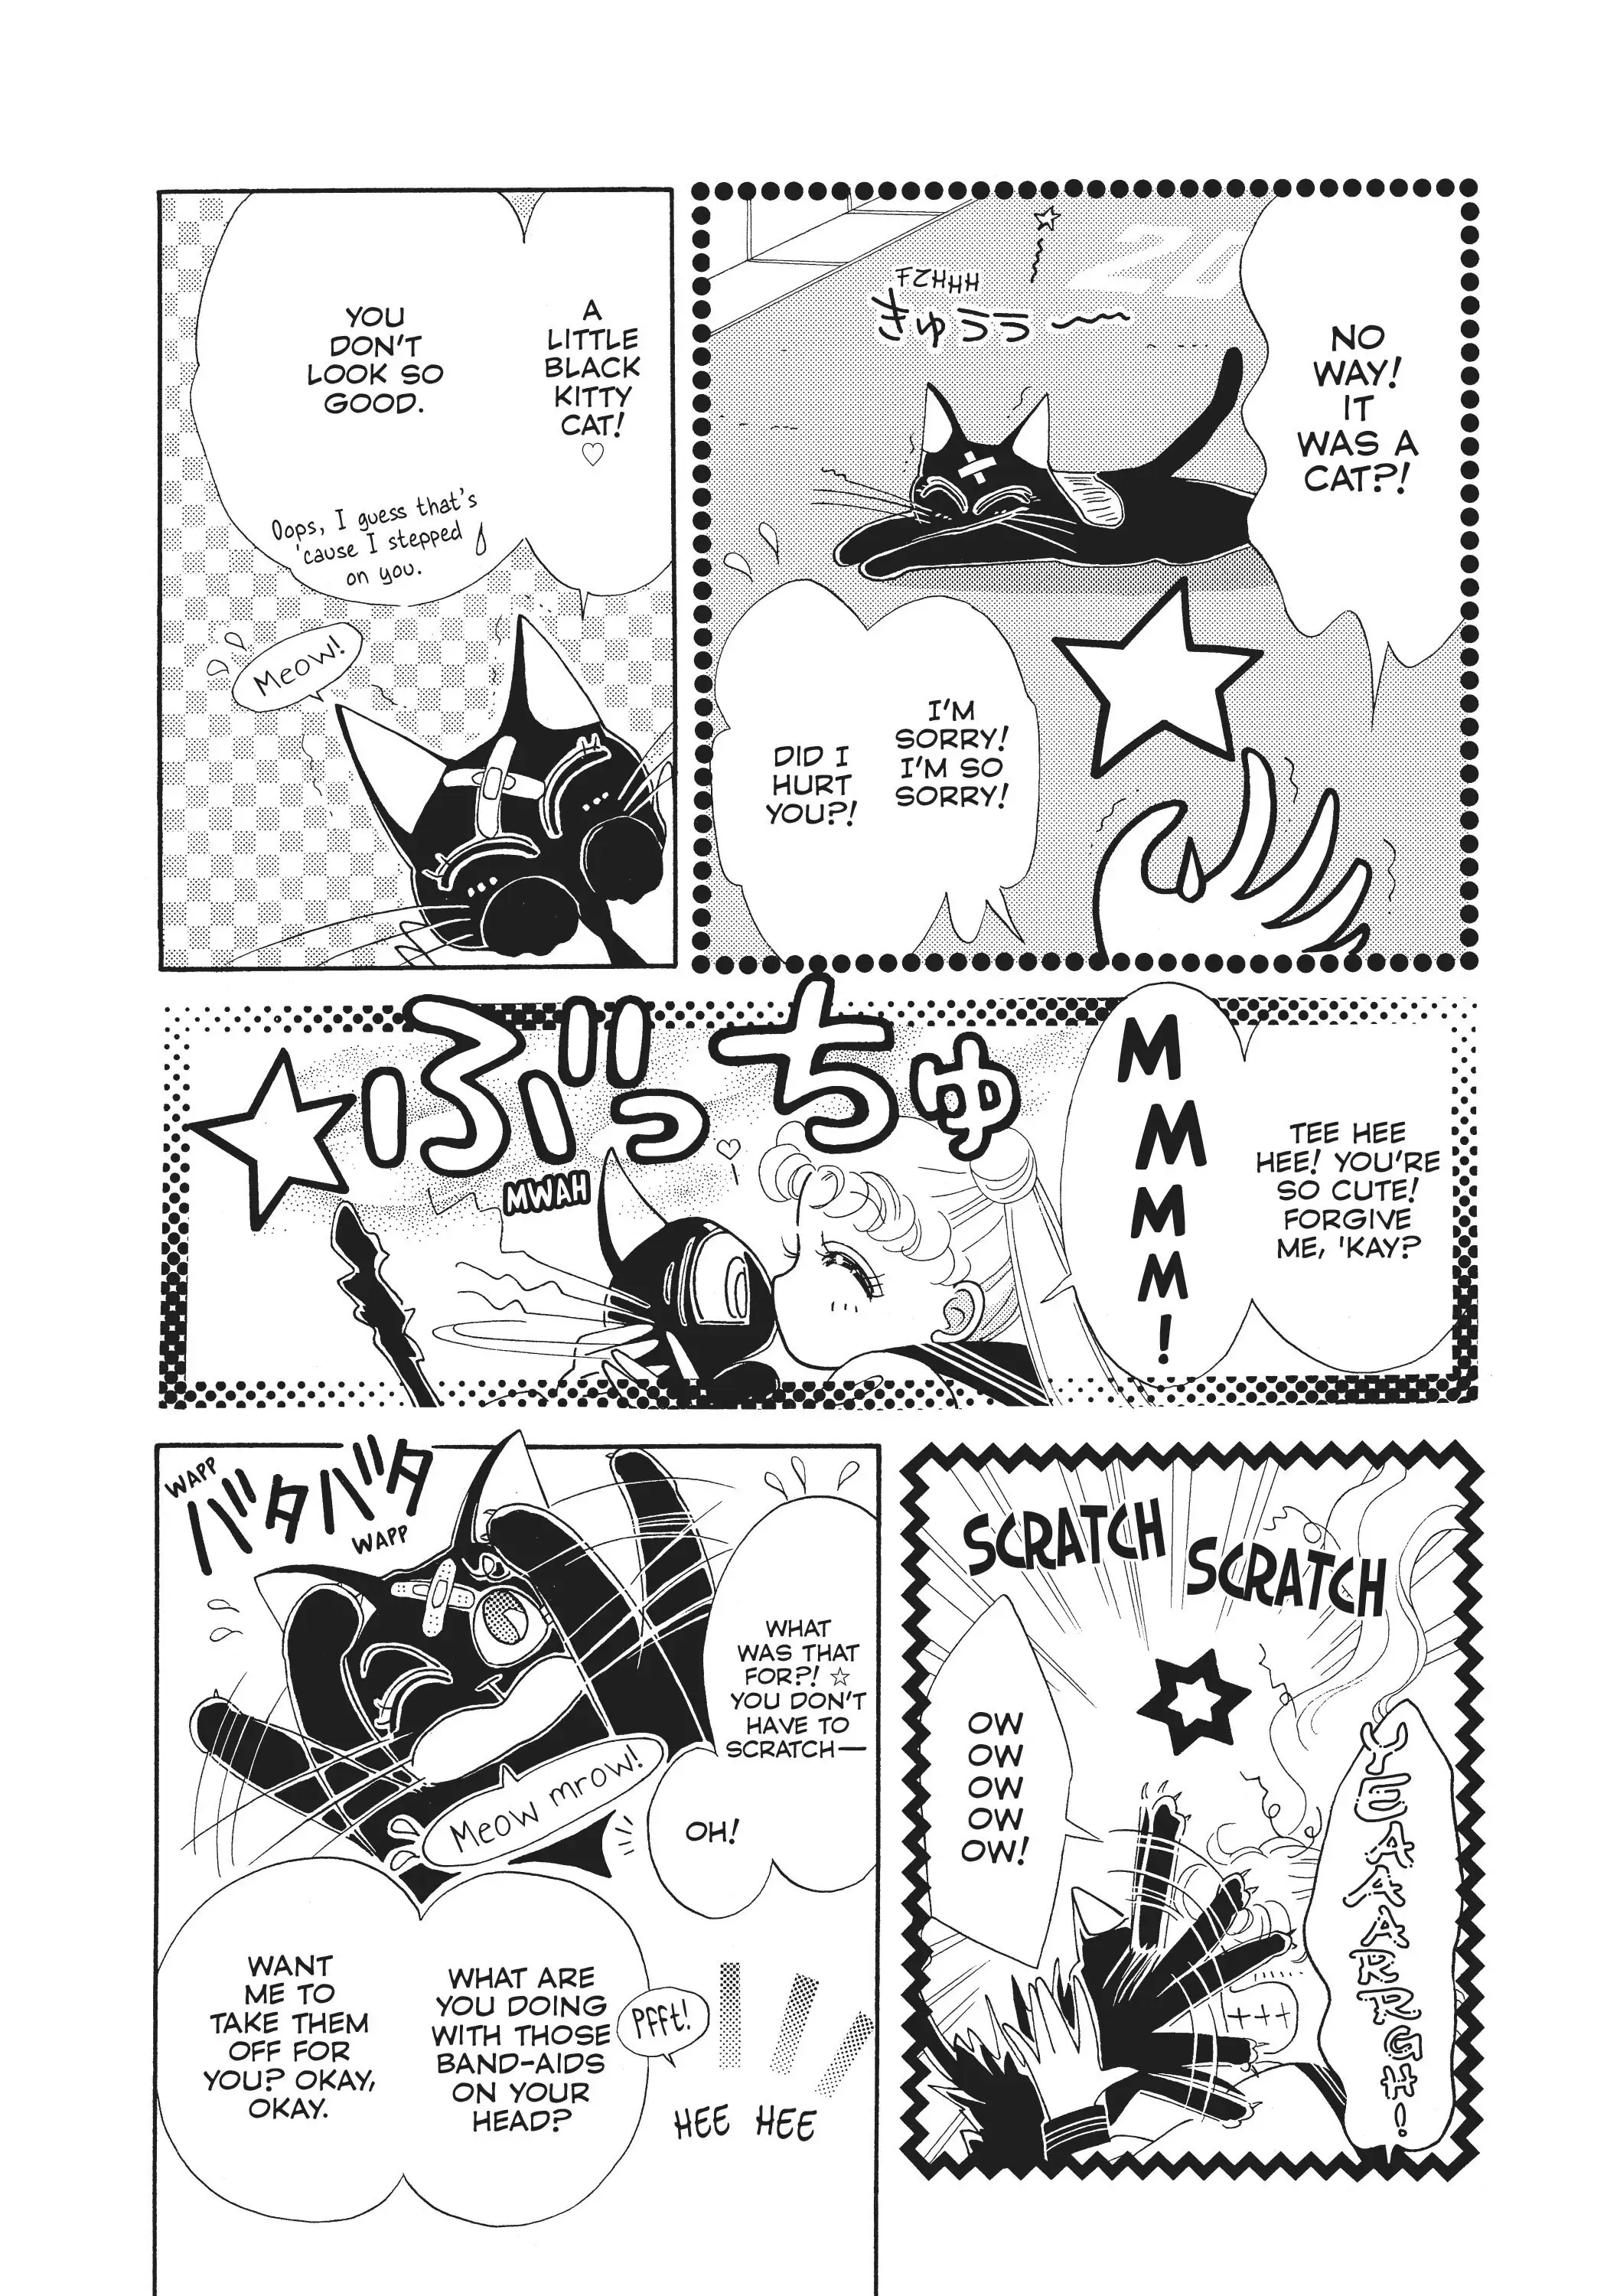 NO
WAY!
IT
WAS A
CAT?!
FZHHH
きゅうぅ〜
20
I'M
SORRY!
I'M SO
SORRY!
DID I
HURT
YOU?!
A
LITTLE
BLACK
KITTY
CAT!
♡
YOU
DON'T
LOOK SO
GOOD.
Oops, I guess that's
'cause I stepped
on you.
Meow!
TEE HEE
HEE! YOU'RE
SO CUTE!
FORGIVE
ME, 'KAY?
MMMM!
ぶっちゅ
MWAH
SCRATCH
SCRATCH
YEAAARRGH!
OW
OW
OW
OW
OW!
WHAT
WAS THAT
FOR?! ☆
YOU DON'T
HAVE TO
SCRATCH—
OH!
WAPP
バタバタ
WAPP
Meow mrow!
WHAT ARE
YOU DOING
WITH THOSE
BAND-AIDS
ON YOUR
HEAD?
Pfft!
HEE HEE
WANT
ME TO
TAKE THEM
OFF FOR
YOU? OKAY,
OKAY.